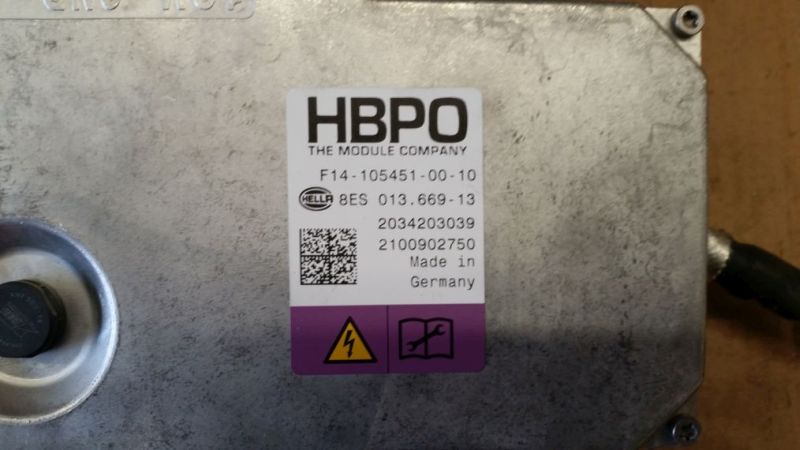 HBPO
THE MODULE COMPANY
F14-105451-00-10
HELLA 8ES 013.669-13
2034203039
2100902750
Made in
Germany